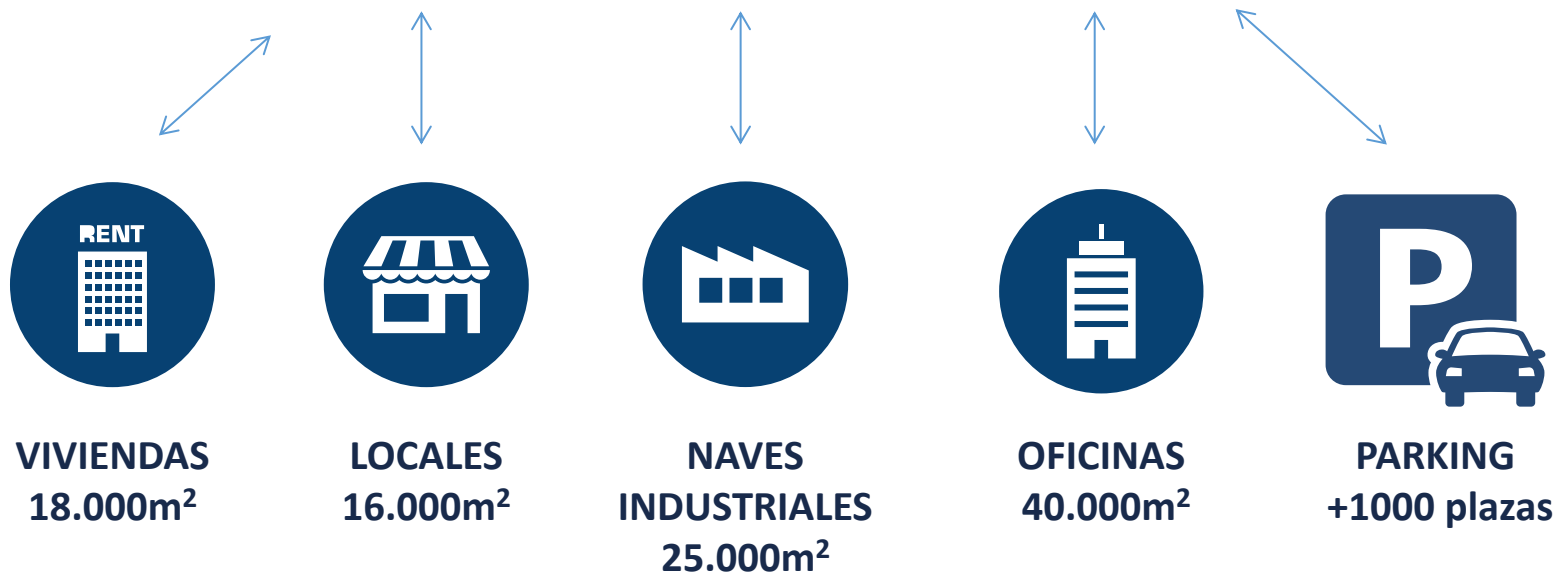 RENT
P
VIVIENDAS
18.000m²
LOCALES
16.000m²
NAVES
INDUSTRIALES
25.000m²
OFICINAS
40.000m²
PARKING
+1000 plazas